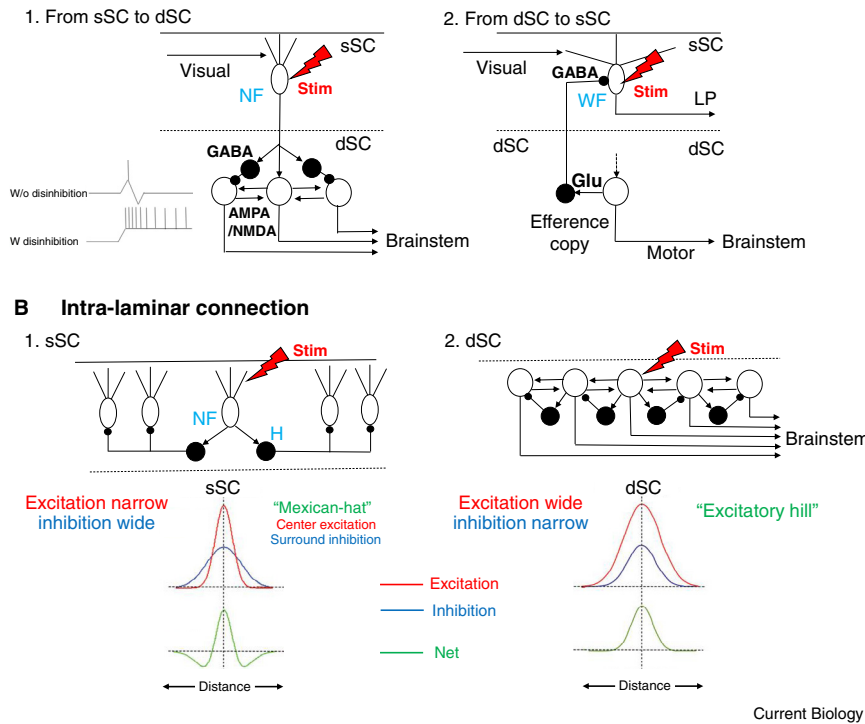 1. From sSC to dSC
sSC
Visual
Stim
NF
dSC
GABA
W/o disinhibition
W disinhibition
AMPA
/NMDA
Brainstem
2. From dSC to sSC
sSC
Visual
GABA
Stim
WF
LP
dSC
dSC
Glu
Efference
copy
Motor
Brainstem
B Intra-laminar connection
1. sSC
Stim
NF
H
sSC
Excitation narrow
inhibition wide
"Mexican-hat"
Center excitation
Surround inhibition
Distance
2. dSC
Stim
Brainstem
dSC
Excitation wide
inhibition narrow
"Excitatory hill"
Excitation
Inhibition
Net
Distance
Current Biology